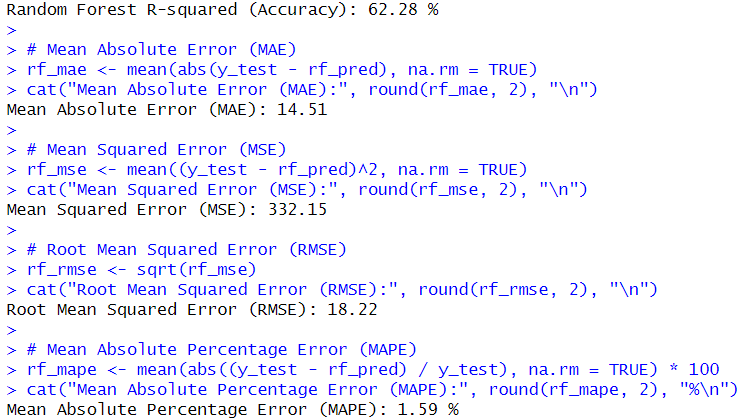 Random Forest R-squared (Accuracy): 62.28 %
>
> # Mean Absolute Error (MAE)
> rf_mae <- mean(abs(y_test - rf_pred), na.rm = TRUE)
> cat("Mean Absolute Error (MAE):", round(rf_mae, 2), "\n")
Mean Absolute Error (MAE): 14.51
>
> # Mean Squared Error (MSE)
> rf_mse <- mean((y_test - rf_pred)^2, na.rm = TRUE)
> cat("Mean Squared Error (MSE):", round(rf_mse, 2), "\n")
Mean Squared Error (MSE): 332.15
>
> # Root Mean Squared Error (RMSE)
> rf_rmse <- sqrt(rf_mse)
> cat("Root Mean Squared Error (RMSE):", round(rf_rmse, 2), "\n")
Root Mean Squared Error (RMSE): 18.22
>
> # Mean Absolute Percentage Error (MAPE)
> rf_mape <- mean(abs((y_test - rf_pred) / y_test), na.rm = TRUE) * 100
> cat("Mean Absolute Percentage Error (MAPE):", round(rf_mape, 2), "%\n")
Mean Absolute Percentage Error (MAPE): 1.59 %